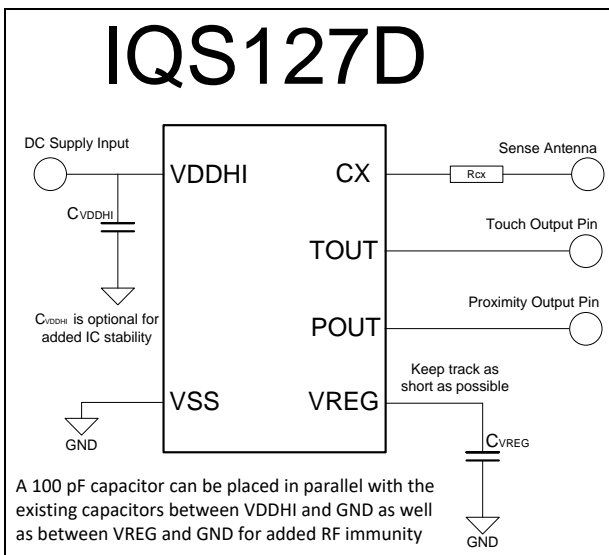 IQS127D
DC Supply Input
Sense Antenna
VDDHI
CX
Rcx
CVDDHI
Touch Output Pin
TOUT
Proximity Output Pin
CVDDHI is optional for
added IC stability
POUT
Keep track as
short as possible
VSS
VREG
GND
CVREG
A 100 pF capacitor can be placed in parallel with the
existing capacitors between VDDHI and GND as well
as between VREG and GND for added RF immunity
GND